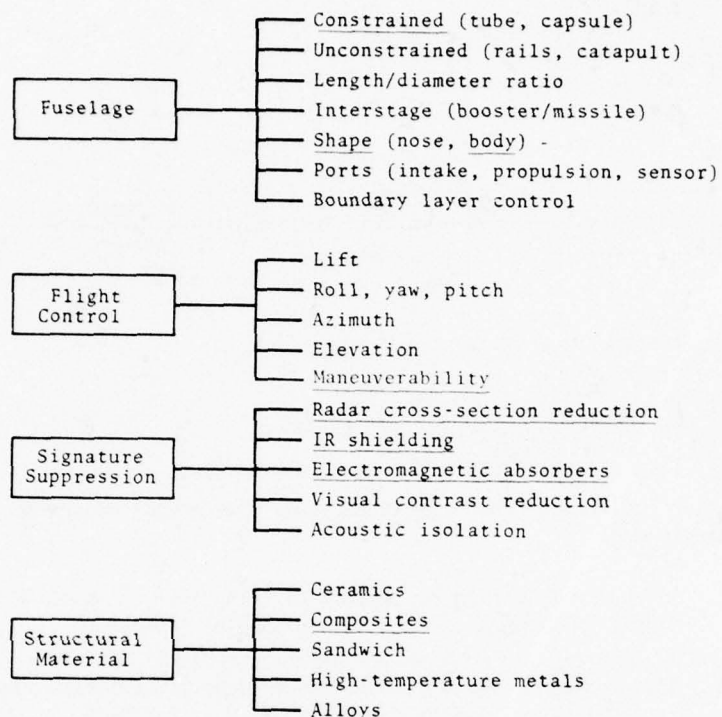 Fuselage
Constrained (tube, capsule)
Unconstrained (rails, catapult)
Length/diameter ratio
Interstage (booster/missile)
Shape (nose, body) -
Ports (intake, propulsion, sensor)
Boundary layer control
Flight
Control
Lift
Roll, yaw, pitch
Azimuth
Elevation
Maneuverability
Signature
Suppression
Radar cross-section reduction
IR shielding
Electromagnetic absorbers
Visual contrast reduction
Acoustic isolation
Structural
Material
Ceramics
Composites
Sandwich
High-temperature metals
Alloys